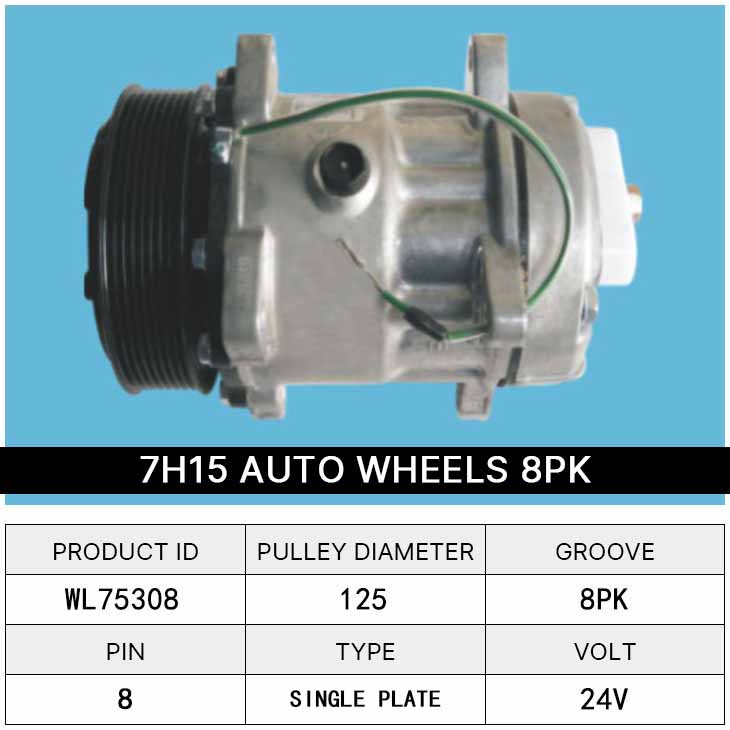 7H15 AUTO WHEELS 8PK
PRODUCT ID PULLEY DIAMETER GROOVE
WL75308 125 8PK
PIN TYPE VOLT
8 SINGLE PLATE 24V